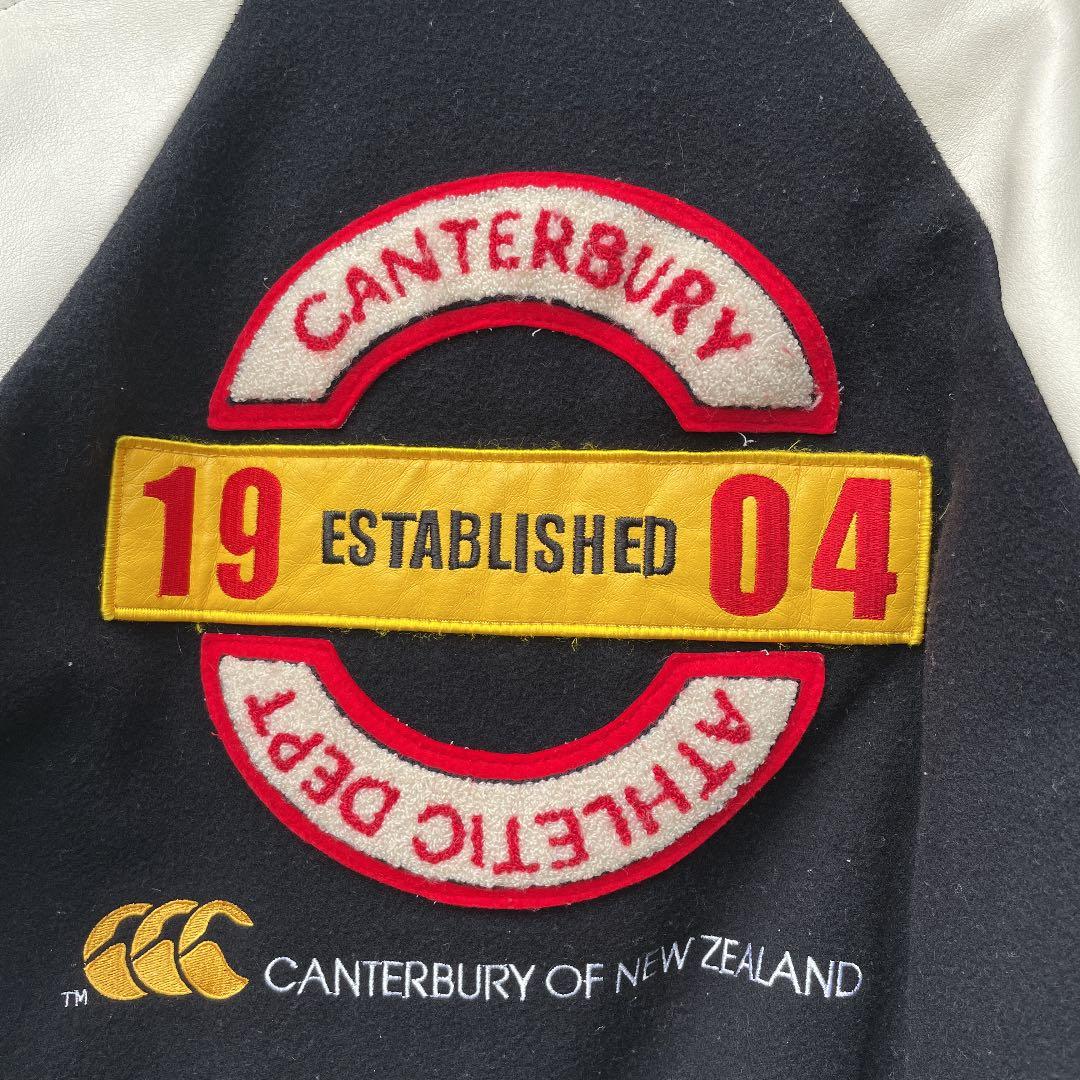 CANTERBURY
19 ESTABLISHED 04
ATHLETIC DEPT
TM CANTERBURY OF NEW ZEALAND